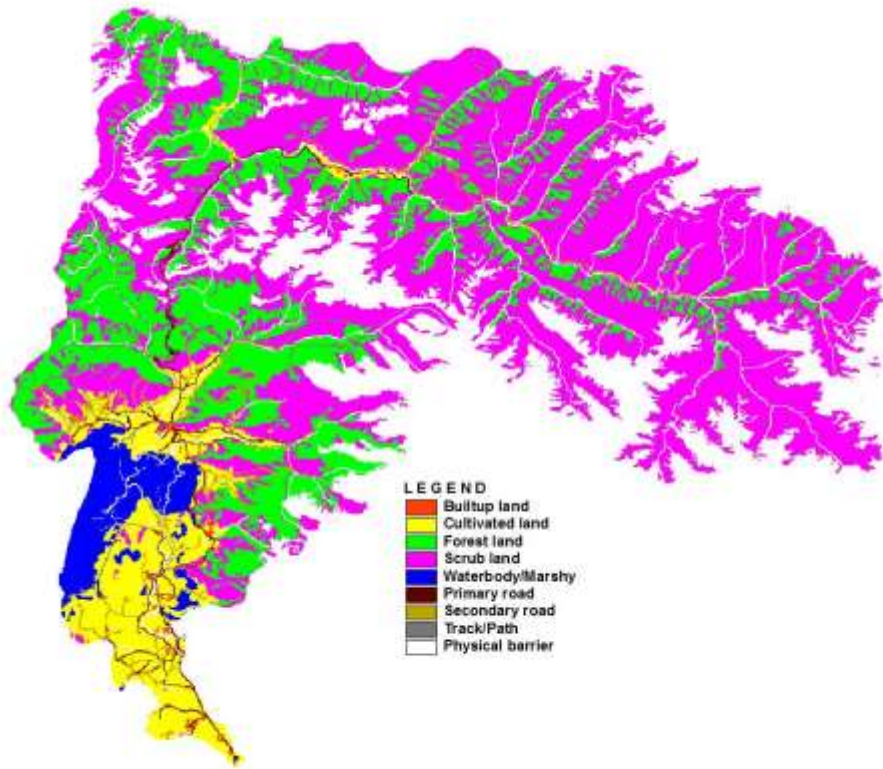 LEGEND
Builtup land
Cultivated land
Forest land
Scrub land
Waterbody/Marshy
Primary road
Secondary road
Track/Path
Physical barrier